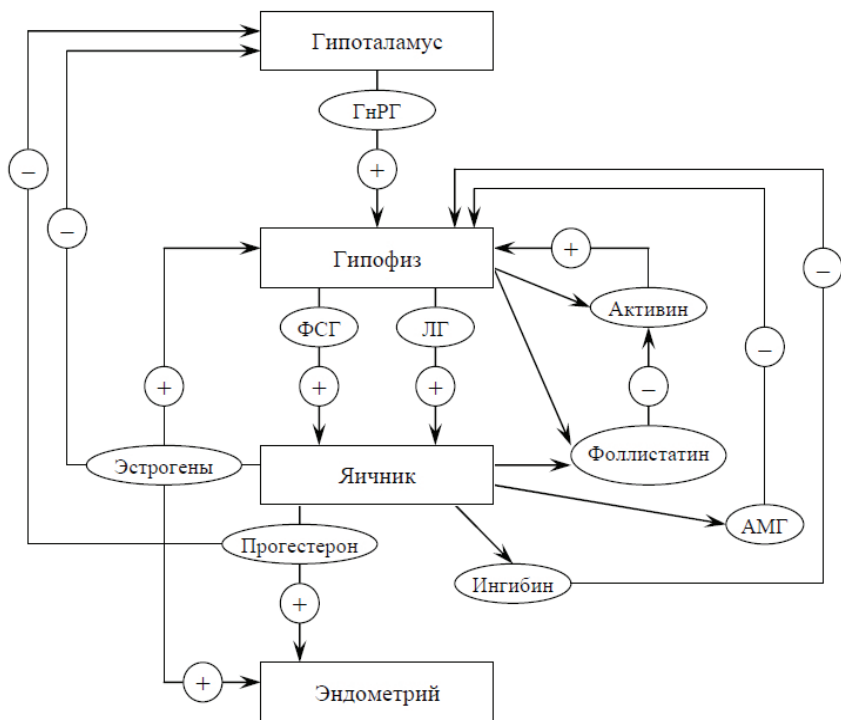 Гипоталамус
ГнРГ
–
+
–
Гипофиз
+
–
ФСГ
ЛГ
Активин
–
+
+
+
–
Эстрогены
Яичник
Фоллистатин
АМГ
Прогестерон
Ингибин
+
+
Эндометрий